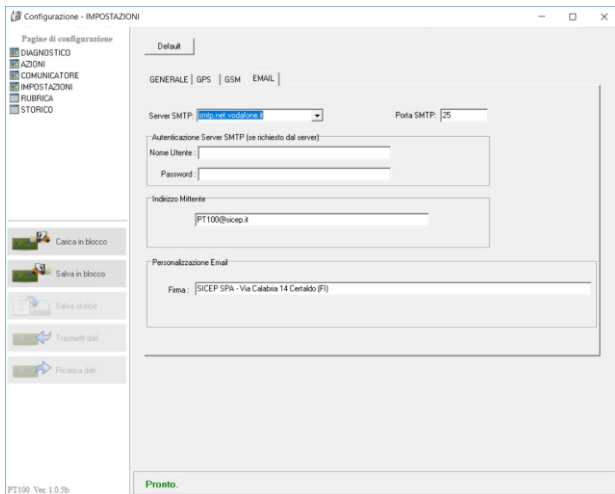 Configurazione - IMPOSTAZIONI
Pagine di configurazione
DIAGNOSTICO
AZIONI
COMUNICATORE
IMPOSTAZIONI
RUBRICA
STORICO
Carica in blocco
Salva in blocco
Salva storico
Trasmetti dati
Ricarica dati
PT100 Ver. 1.0.5b
Default
GENERALE GPS GSM EMAIL
Server SMTP: smtp.net.vodafone.it Porta SMTP: 25
Autenticazione Server SMTP (se richiesto dal server)
Nome Utente :
Password :
Indirizzo Mittente
PT100@sicep.it
Personalizzazione Email
Firma : SICEP SPA - Via Calabria 14 Certaldo (FI)
Pronto.